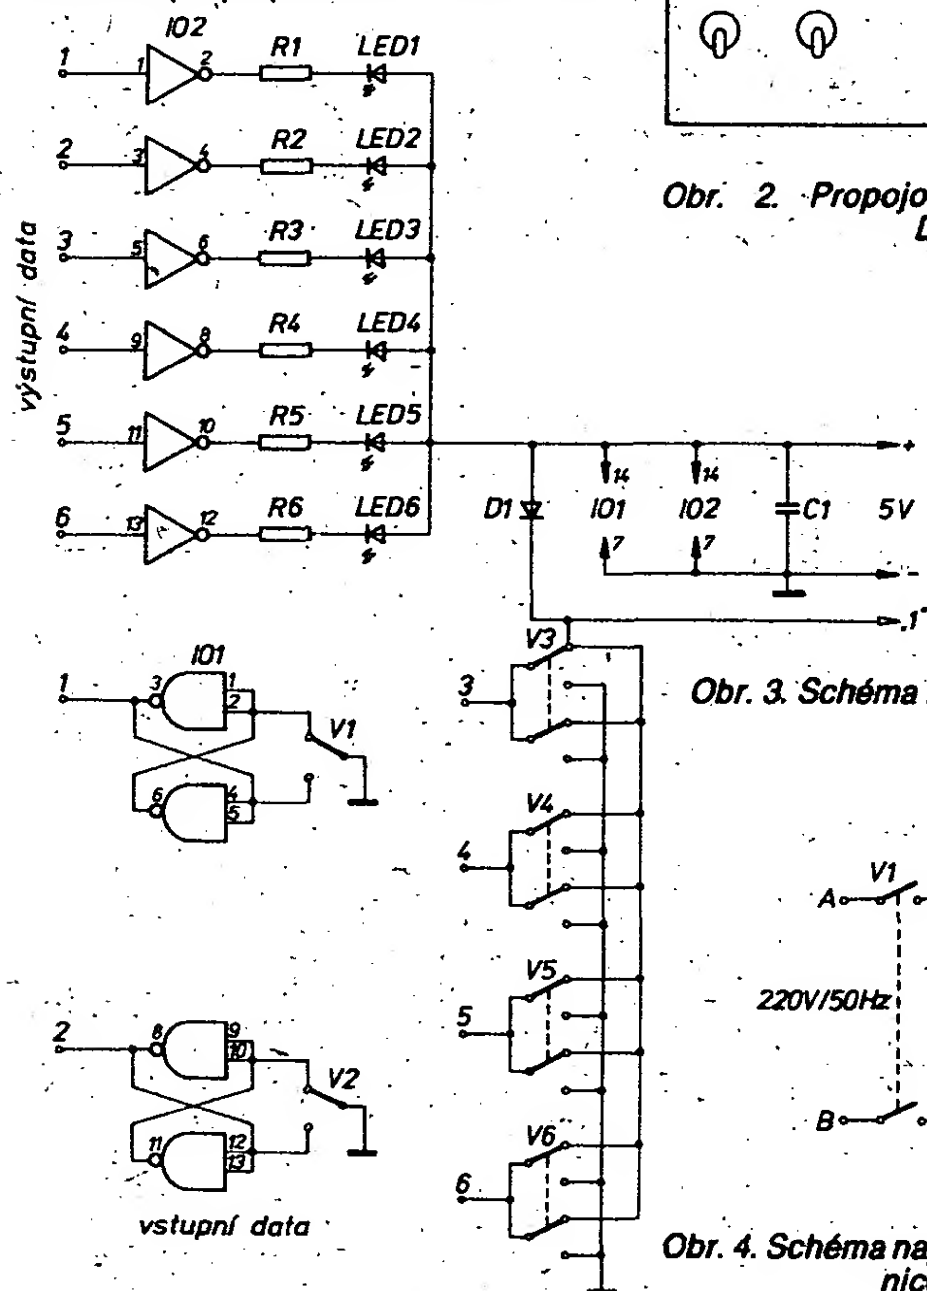 IO2
1 1 2 R1 LED1
2 3 4 R2 LED2
3 5 6 R3 LED3
4 9 8 R4 LED4
5 11 10 R5 LED5
6 13 12 R6 LED6
výstupní data
D1 14 IO1 7 14 IO2 7 C1 5V
+
-
„1"
Obr. 2. Propojo
D
Obr. 3. Schéma
IO1
1 3 1 2 V1
6 4 5
2 8 9 10 V2
11 12 13
vstupní data
V3
3
V4
4
V5
5
V6
6
V1
A
220V/50Hz
B
Obr. 4. Schéma na
nic